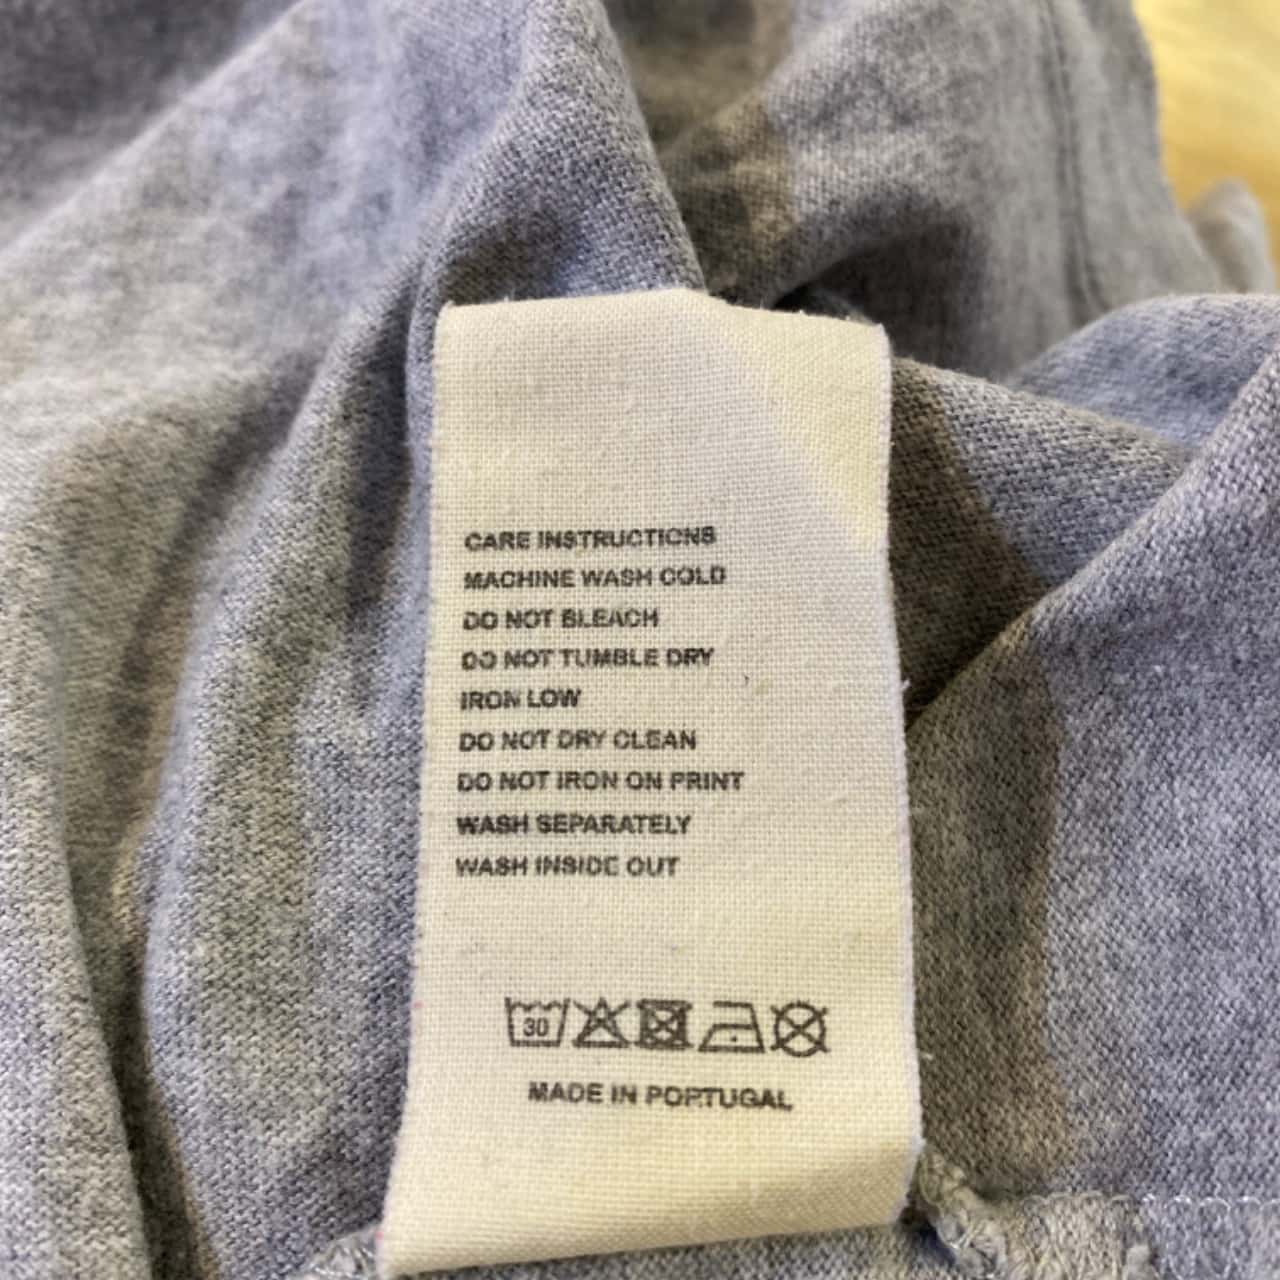 CARE INSTRUCTIONS
MACHINE WASH COLD
DO NOT BLEACH
DO NOT TUMBLE DRY
IRON LOW
DO NOT DRY CLEAN
DO NOT IRON ON PRINT
WASH SEPARATELY
WASH INSIDE OUT
30
MADE IN PORTUGAL